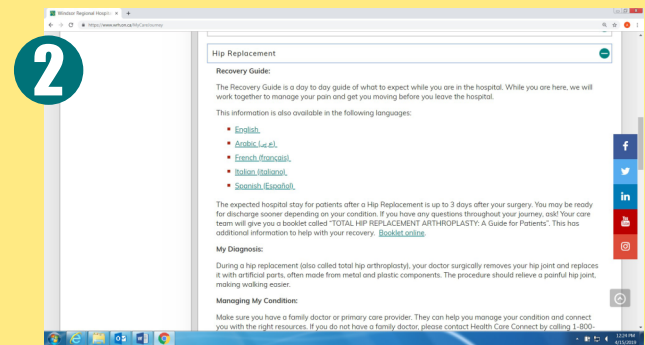 2
Windsor Regional Hospita
https://www.wrh.on.ca/MyCareJourney
Hip Replacement
Recovery Guide:
The Recovery Guide is a day to day guide of what to expect while you are in the hospital. While you are here, we will
work together to manage your pain and get you moving before you leave the hospital.
This information is also available in the following languages:
English
Arabic (عربى)
French (français)
Italian (italiano)
Spanish (Español)
The expected hospital stay for patients after a Hip Replacement is up to 3 days after your surgery. You may be ready
for discharge sooner depending on your condition. If you have any questions throughout your journey, ask! Your care
team will give you a booklet called "TOTAL HIP REPLACEMENT ARTHROPLASTY: A Guide for Patients". This has
additional information to help with your recovery. Booklet online.
My Diagnosis:
During a hip replacement (also called total hip arthroplasty), your doctor surgically removes your hip joint and replaces
it with artificial parts, often made from metal and plastic components. The procedure should relieve a painful hip joint,
making walking easier.
Managing My Condition:
Make sure you have a family doctor or primary care provider. They can help you manage your condition and connect
you with the right resources. If you do not have a family doctor, please contact Health Care Connect by calling 1-800-
12:24 PM
4/15/2019